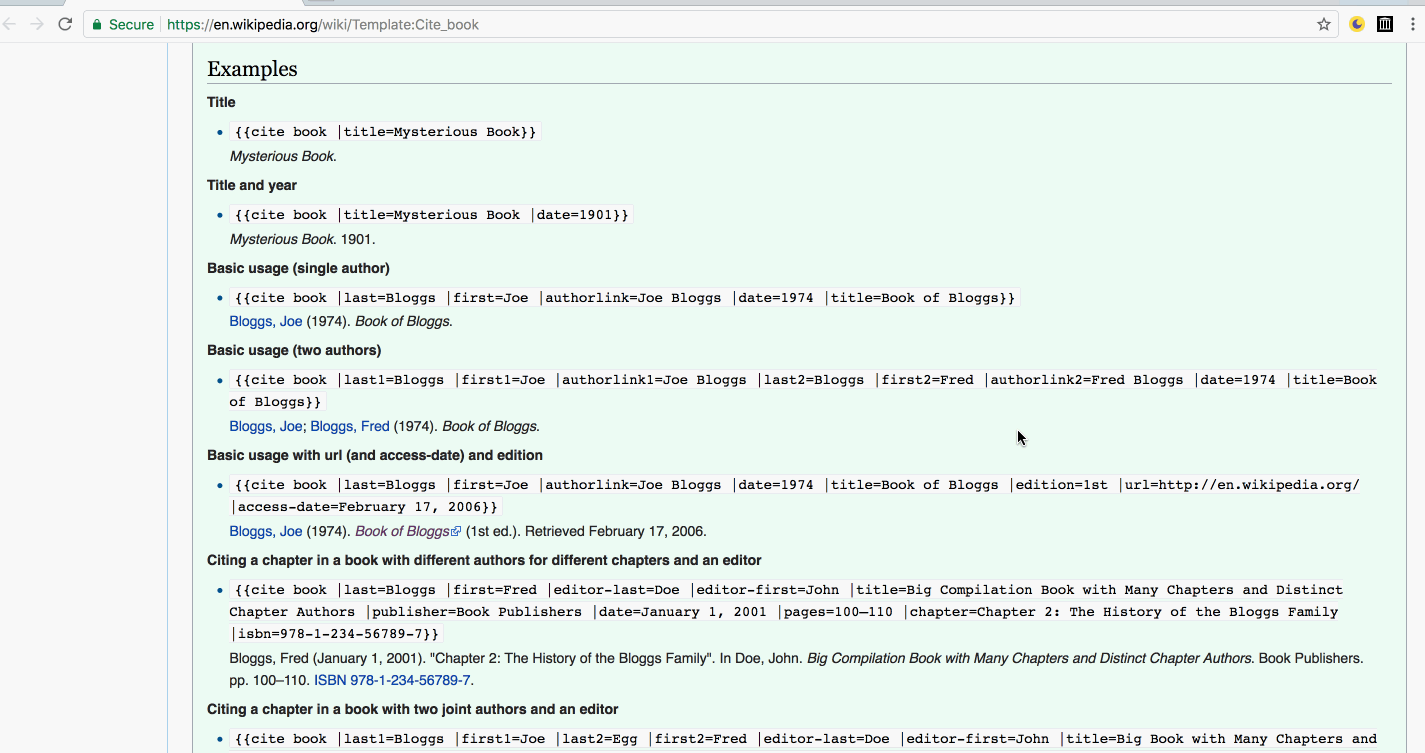 Secure https://en.wikipedia.org/wiki/Template:Cite_book
Examples
Title
{{cite book |title=Mysterious Book}}
Mysterious Book.
Title and year
{{cite book |title=Mysterious Book |date=1901}}
Mysterious Book. 1901.
Basic usage (single author)
{{cite book |last=Bloggs |first=Joe |authorlink=Joe Bloggs |date=1974 |title=Book of Bloggs}}
Bloggs, Joe (1974). Book of Bloggs.
Basic usage (two authors)
{{cite book |last1=Bloggs |first1=Joe |authorlink1=Joe Bloggs |last2=Bloggs |first2=Fred |authorlink2=Fred Bloggs |date=1974 |title=Book
of Bloggs}}
Bloggs, Joe; Bloggs, Fred (1974). Book of Bloggs.
Basic usage with url (and access-date) and edition
{{cite book |last=Bloggs |first=Joe |authorlink=Joe Bloggs |date=1974 |title=Book of Bloggs |edition=1st |url=http://en.wikipedia.org/
|access-date=February 17, 2006}}
Bloggs, Joe (1974). Book of Bloggs (1st ed.). Retrieved February 17, 2006.
Citing a chapter in a book with different authors for different chapters and an editor
{{cite book |last=Bloggs |first=Fred |editor-last=Doe |editor-first=John |title=Big Compilation Book with Many Chapters and Distinct
Chapter Authors |publisher=Book Publishers |date=January 1, 2001 |pages=100–110 |chapter=Chapter 2: The History of the Bloggs Family
|isbn=978-1-234-56789-7}}
Bloggs, Fred (January 1, 2001). "Chapter 2: The History of the Bloggs Family". In Doe, John. Big Compilation Book with Many Chapters and Distinct Chapter Authors. Book Publishers.
pp. 100–110. ISBN 978-1-234-56789-7.
Citing a chapter in a book with two joint authors and an editor
{{cite book |last1=Bloggs |first1=Joe |last2=Egg |first2=Fred |editor-last=Doe |editor-first=John |title=Big Book with Many Chapters and